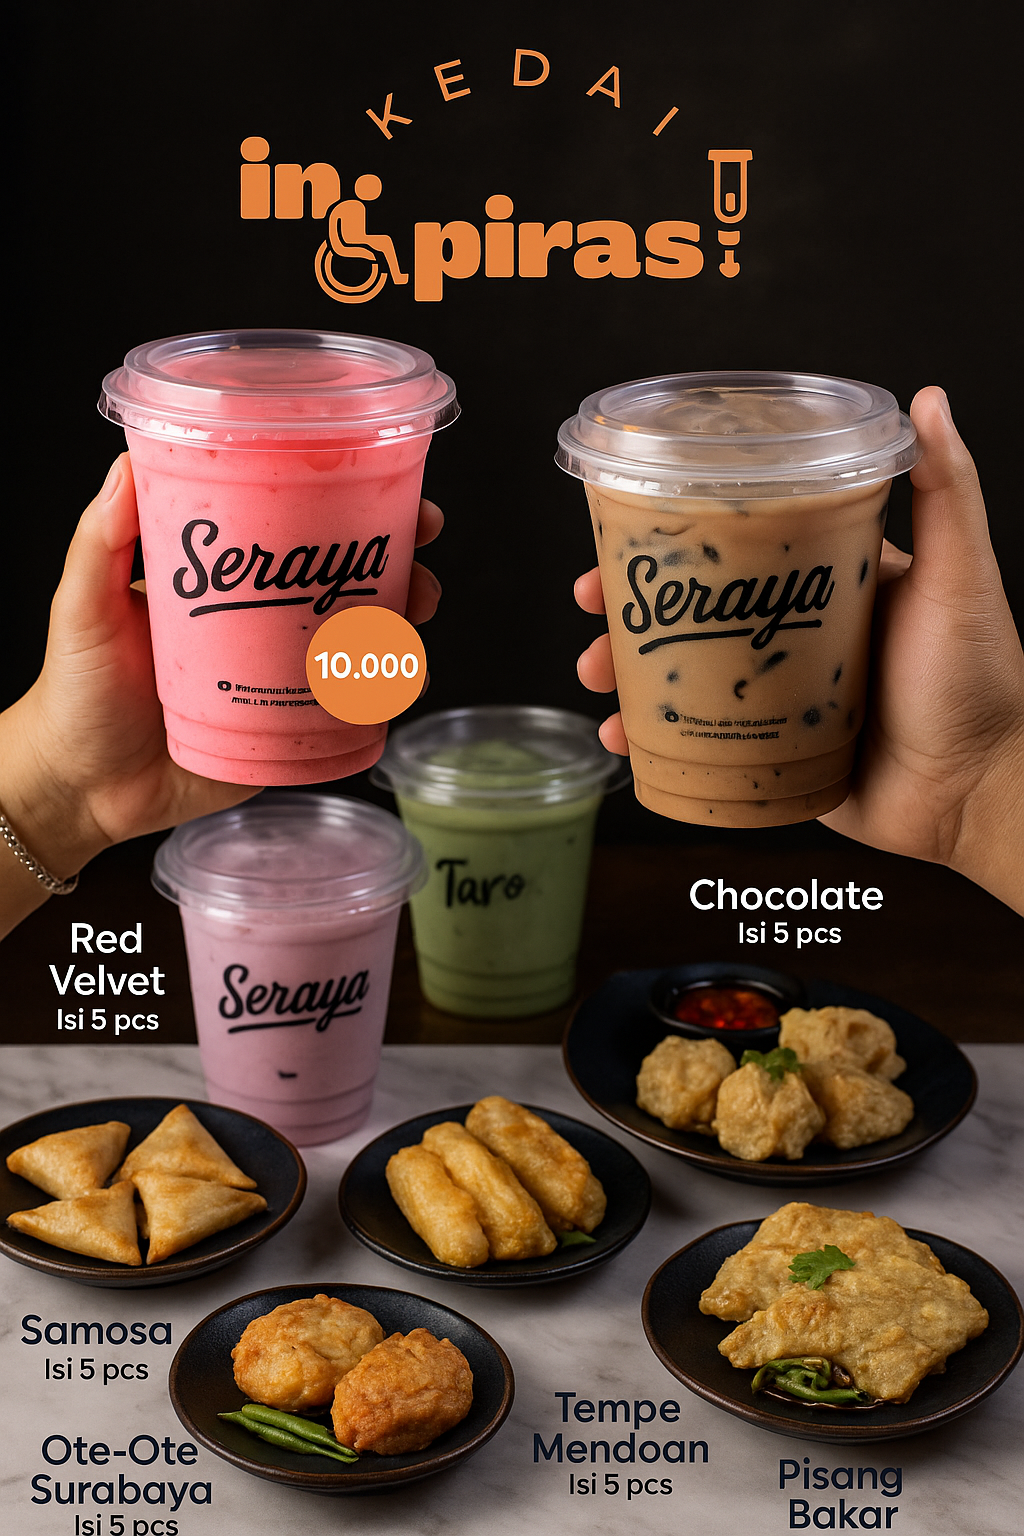 KEDAI
inspirasi
Seraya
10.000
Seraya
Taro
Seraya
Chocolate
Isi 5 pcs
Red
Velvet
Isi 5 pcs
Samosa
Isi 5 pcs
Ote-Ote
Surabaya
Isi 5 pcs
Tempe
Mendoan
Isi 5 pcs
Pisang
Bakar